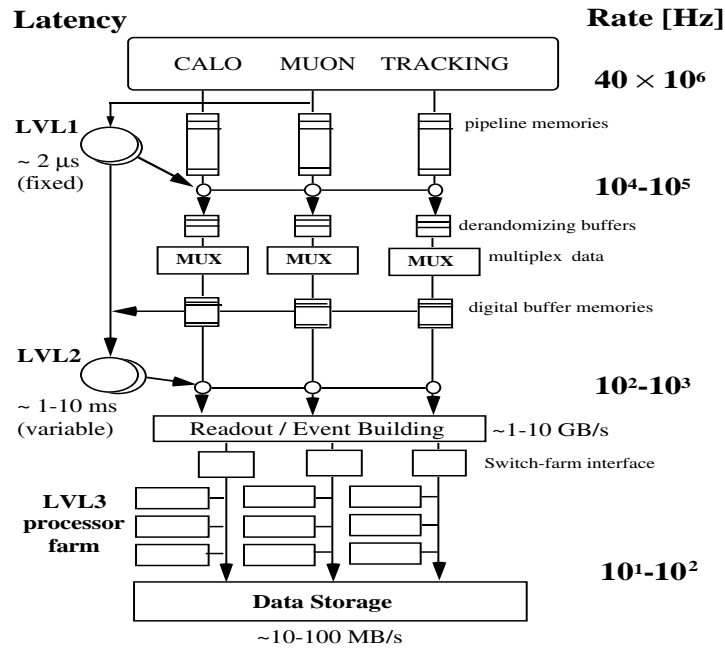 Latency Rate [Hz]
CALO MUON TRACKING
40 × 10⁶
LVL1
pipeline memories
~ 2 μs
(fixed)
10⁴-10⁵
derandomizing buffers
MUX MUX MUX multiplex data
digital buffer memories
LVL2
10²-10³
~ 1-10 ms
(variable)
Readout / Event Building ~1-10 GB/s
Switch-farm interface
LVL3
processor
farm
10¹-10²
Data Storage
~10-100 MB/s